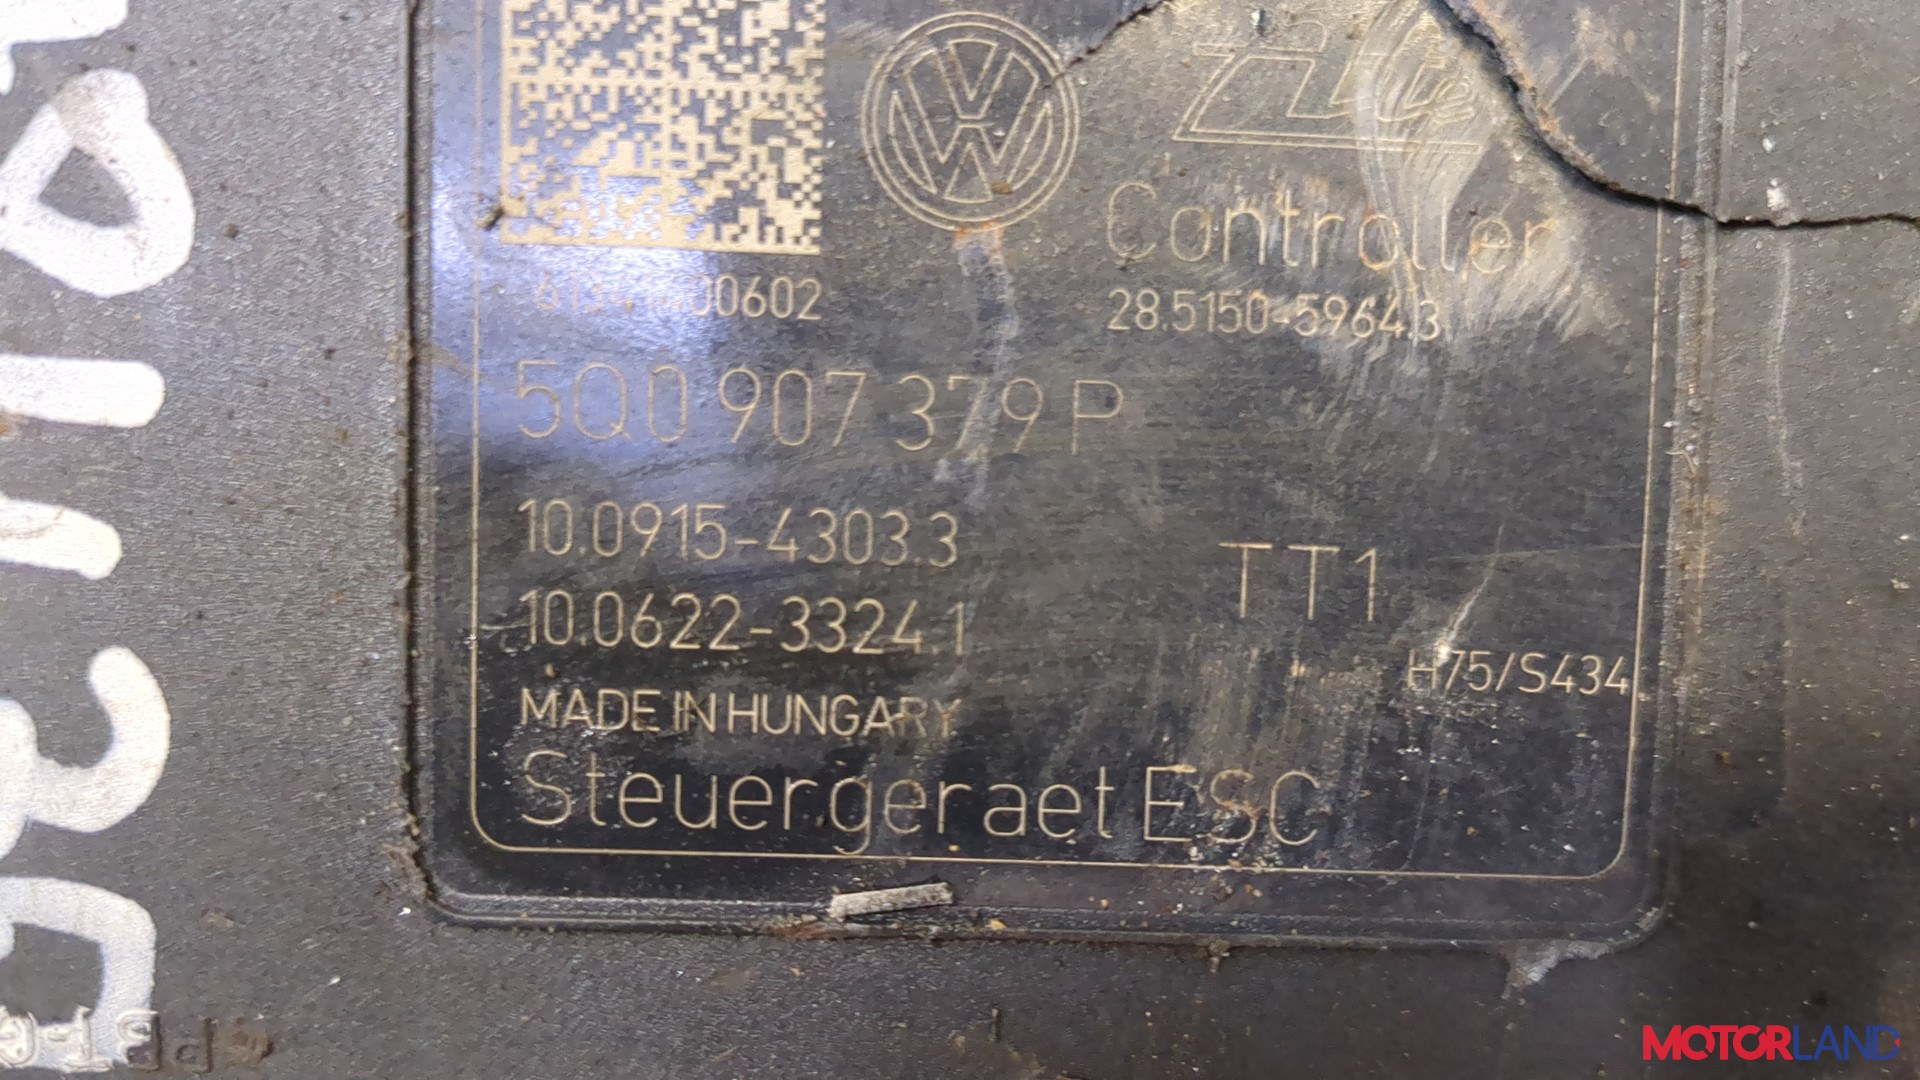 Ate
Controller
28.5150-5964.3
5Q0 907 379 P
10.0915-4303.3
10.0622-3324.1
TT1
H75/S434
MADE IN HUNGARY
Steuergeraet ESC
MOTORLAND